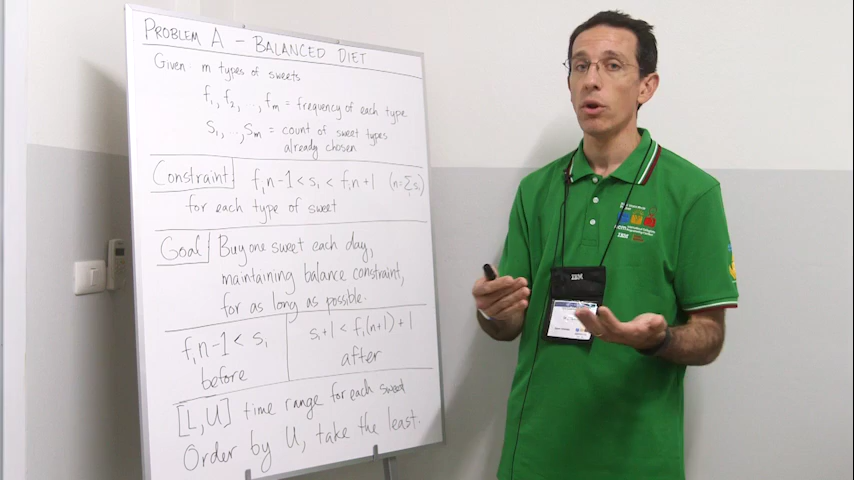 PROBLEM A - BALANCED DIET
Given: m types of sweets
f₁, f₂, ..., fₘ = frequency of each type
s₁, ..., sₘ = count of sweet types
already chosen
Constraint fᵢn-1 < sᵢ < fᵢn+1 (n=∑sᵢ)
for each type of sweet
Goal Buy one sweet each day,
maintaining balance constraint,
for as long as possible.
fᵢn-1 < sᵢ
before
sᵢ+1 < fᵢ(n+1)+1
after
[L,U] time range for each sweet
Order by U, take the least.
acm
IBM
IBM